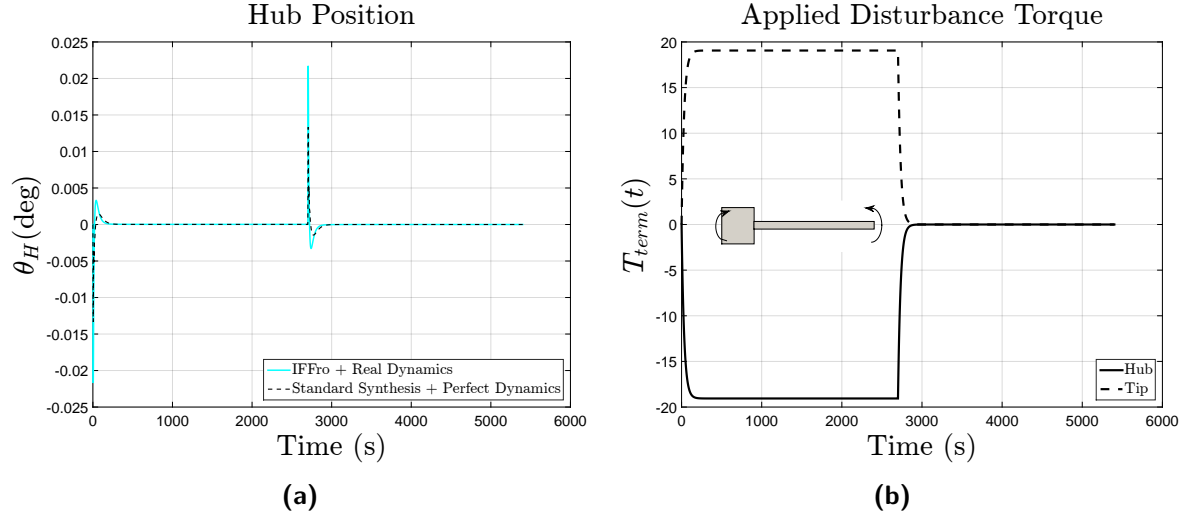 Hub Position
0.025
0.02
0.015
0.01
0.005
0
-0.005
-0.01
-0.015
-0.02
-0.025
θ_H(deg)
IFFro + Real Dynamics
Standard Synthesis + Perfect Dynamics
0 1000 2000 3000 4000 5000 6000
Time (s)
(a)
Applied Disturbance Torque
20
15
10
5
0
-5
-10
-15
-20
T_term(t)
Hub
Tip
0 1000 2000 3000 4000 5000 6000
Time (s)
(b)